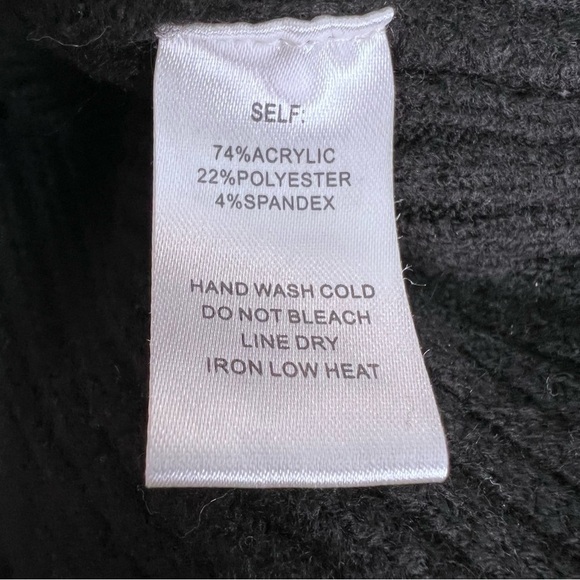 SELF:
74%ACRYLIC
22%POLYESTER
4%SPANDEX
HAND WASH COLD
DO NOT BLEACH
LINE DRY
IRON LOW HEAT